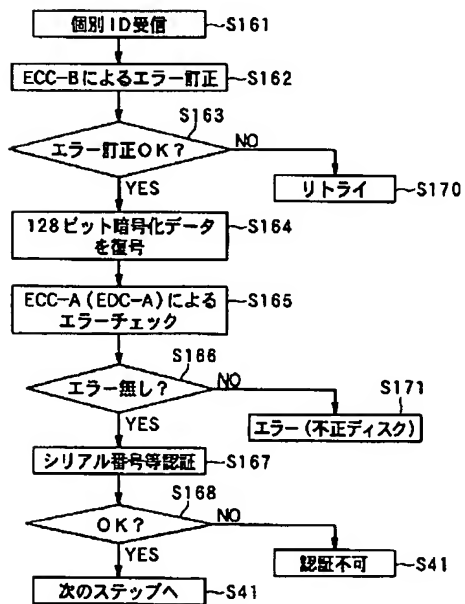 個別ID受信
S161
ECC-Bによるエラー訂正
S162
S163
エラー訂正OK?
NO
YES
リトライ
S170
128ビット暗号化データ
を復号
S164
ECC-A(EDC-A)による
エラーチェック
S165
S166
エラー無し?
NO
S171
YES
エラー(不正ディスク)
シリアル番号等認証
S167
S168
OK?
NO
YES
認証不可
S41
次のステップへ
S41